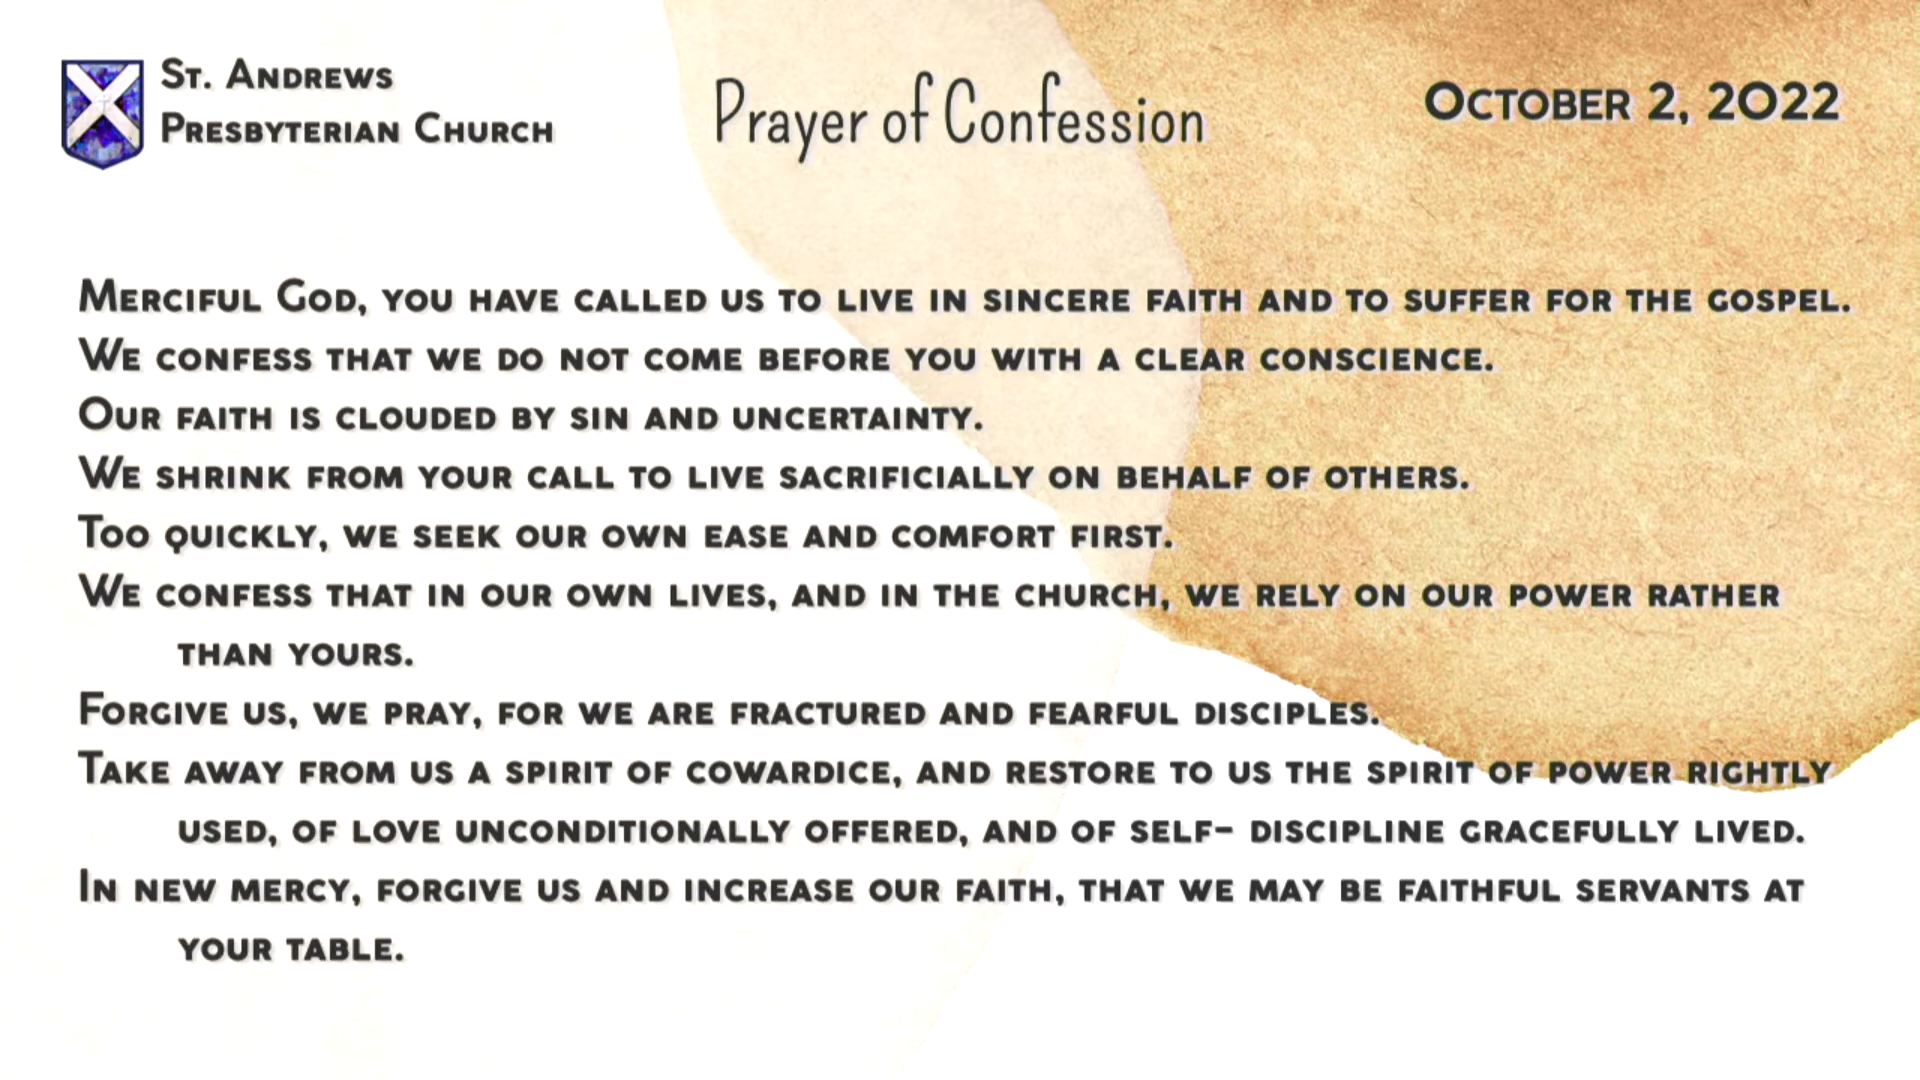 St. Andrews
Presbyterian Church
Prayer of Confession
October 2, 2022
Merciful God, you have called us to live in sincere faith and to suffer for the gospel.
We confess that we do not come before you with a clear conscience.
Our faith is clouded by sin and uncertainty.
We shrink from your call to live sacrificially on behalf of others.
Too quickly, we seek our own ease and comfort first.
We confess that in our own lives, and in the church, we rely on our power rather
than yours.
Forgive us, we pray, for we are fractured and fearful disciples.
Take away from us a spirit of cowardice, and restore to us the spirit of power rightly
used, of love unconditionally offered, and of self- discipline gracefully lived.
In new mercy, forgive us and increase our faith, that we may be faithful servants at
your table.